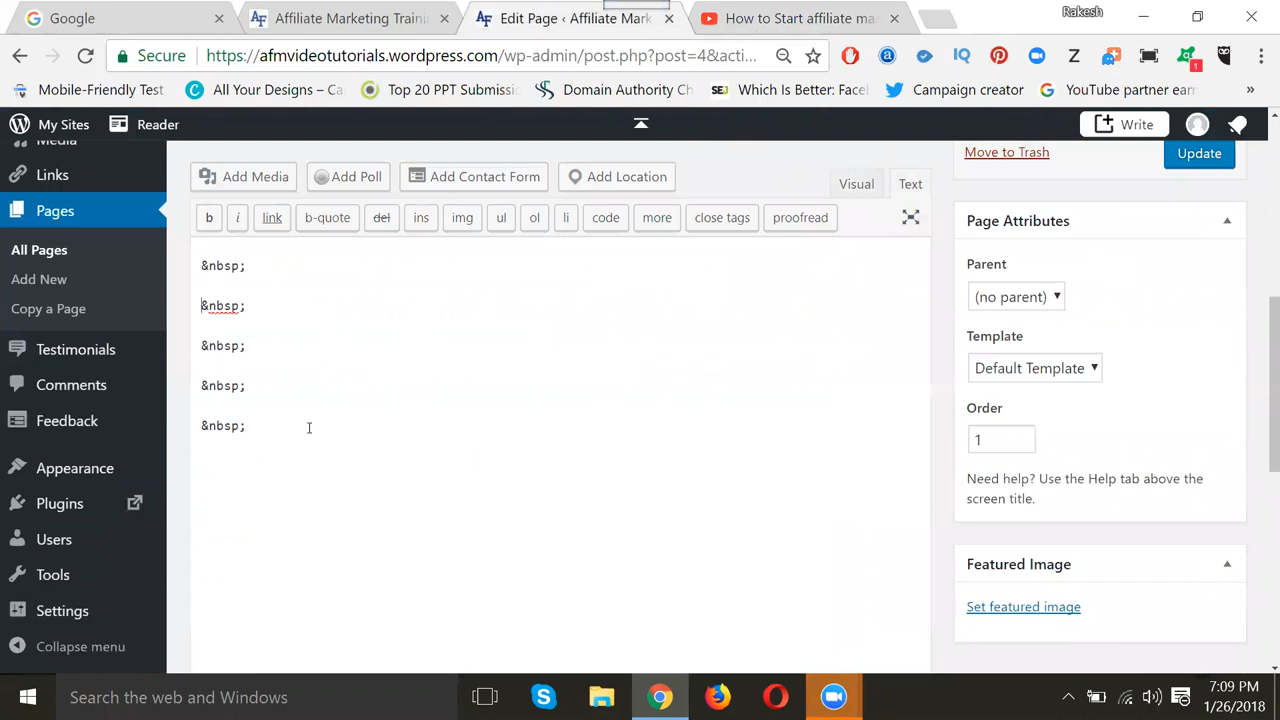 Google
Affiliate Marketing Traini
Edit Page ‹ Affiliate Mark
How to Start affiliate ma
Rakesh
Secure https://afmvideotutorials.wordpress.com/wp-admin/post.php?post=4&acti...
Mobile-Friendly Test
All Your Designs – C
Top 20 PPT Submissi
Domain Authority Ch
SEJ Which Is Better: Facel
Campaign creator
YouTube partner earn
»
My Sites
Reader
Write
Media
Links
Pages
All Pages
Add New
Copy a Page
Testimonials
Comments
Feedback
Appearance
Plugins
Users
Tools
Settings
Collapse menu
Add Media
Add Poll
Add Contact Form
Add Location
Visual
Text
b
i
link
b-quote
del
ins
img
ul
ol
li
code
more
close tags
proofread
&nbsp;
&nbsp;
&nbsp;
&nbsp;
&nbsp;
Move to Trash
Update
Page Attributes
Parent
(no parent)
Template
Default Template
Order
1
Need help? Use the Help tab above the
screen title.
Featured Image
Set featured image
Search the web and Windows
7:09 PM
1/26/2018